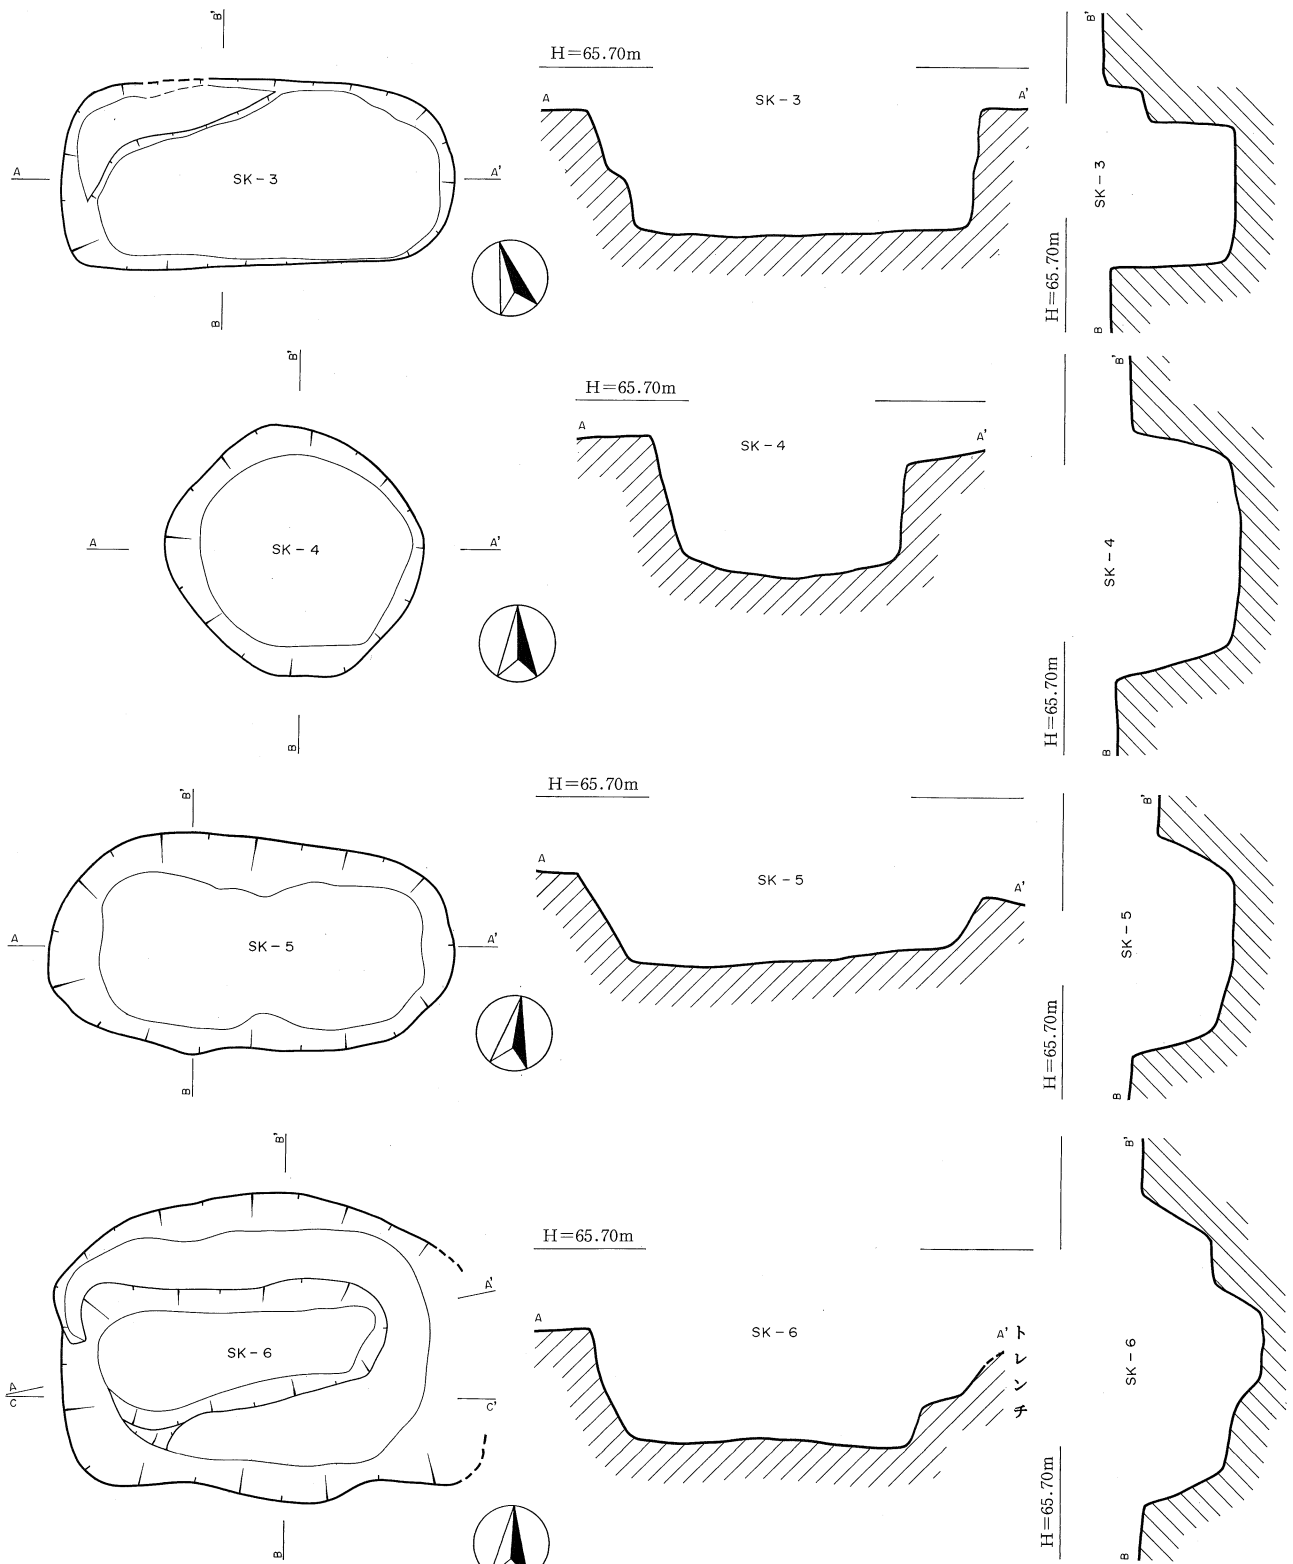 B'
A
SK-3
A'
B
H=65.70m
A
SK-3
A'
B'
SK-3
H=65.70m
B
B'
A
SK-4
A'
B
H=65.70m
A
SK-4
A'
B'
SK-4
H=65.70m
B
B'
A
SK-5
A'
B
H=65.70m
A
SK-5
A'
B'
SK-5
H=65.70m
B
B'
A'
SK-6
A
C
C'
B
H=65.70m
A
SK-6
A'
トレンチ
B'
SK-6
H=65.70m
B